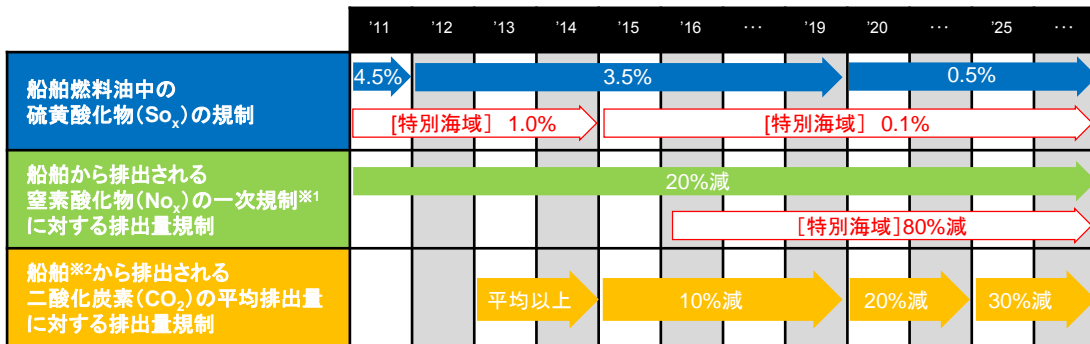 '11 '12 '13 '14 '15 '16 … '19 '20 … '25 …
船舶燃料油中の
硫黄酸化物(Sox)の規制
4.5% 3.5% 0.5%
[特別海域] 1.0% [特別海域] 0.1%
船舶から排出される
窒素酸化物(Nox)の一次規制※1
に対する排出量規制
20%減
[特別海域]80%減
船舶※2から排出される
二酸化炭素(CO2)の平均排出量
に対する排出量規制
平均以上 10%減 20%減 30%減